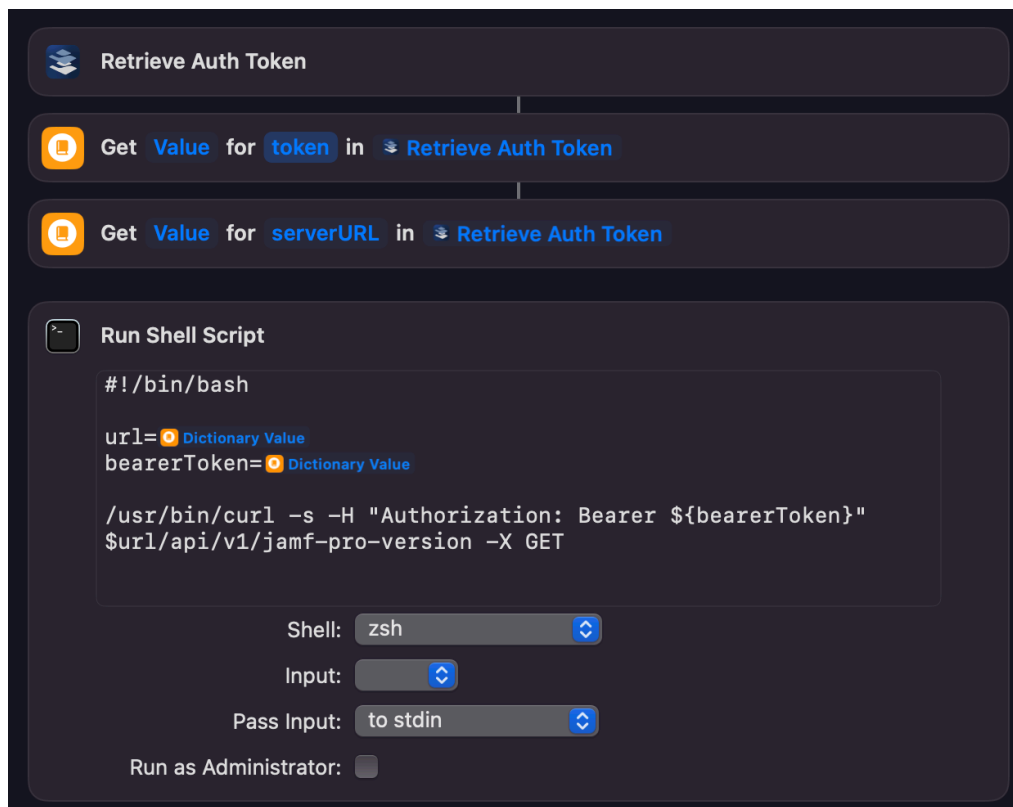 Retrieve Auth Token
Get Value for token in Retrieve Auth Token
Get Value for serverURL in Retrieve Auth Token
>_
Run Shell Script
#!/bin/bash
url= Dictionary Value
bearerToken= Dictionary Value
/usr/bin/curl -s -H "Authorization: Bearer ${bearerToken}"
$url/api/v1/jamf-pro-version -X GET
Shell: zsh
Input:
Pass Input: to stdin
Run as Administrator: